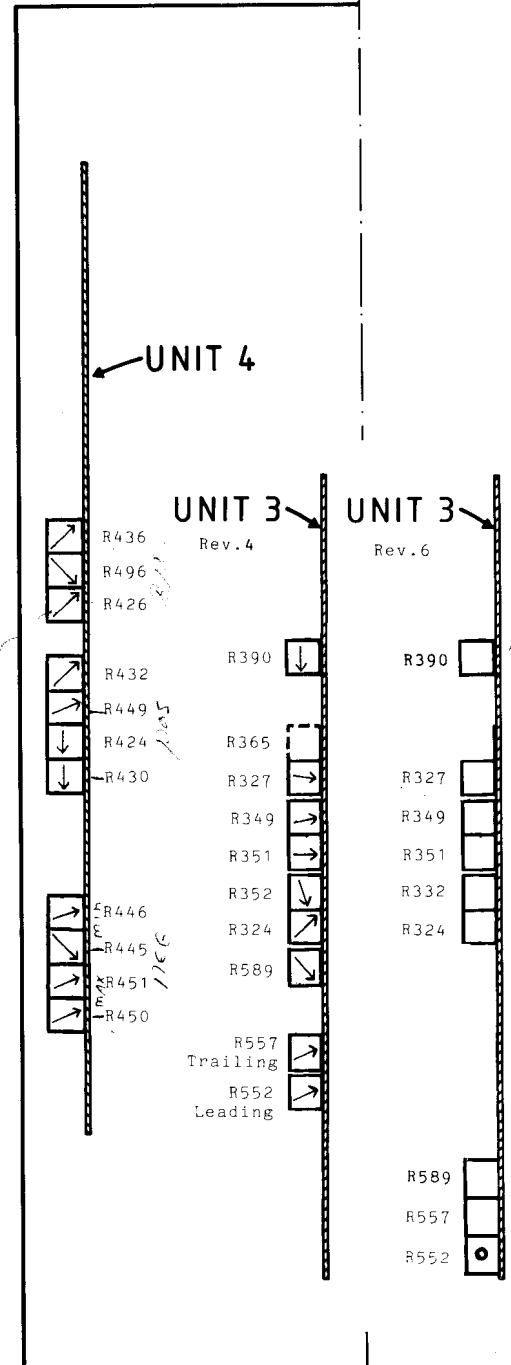 UNIT 4
R436
R496
R426
R432
R449
R424
R430
R446
R445
R451
R450
UNIT 3
Rev.4
R390
R365
R327
R349
R351
R352
R324
R589
R557
Trailing
R552
Leading
UNIT 3
Rev.6
R390
R327
R349
R351
R332
R324
R589
R557
R552